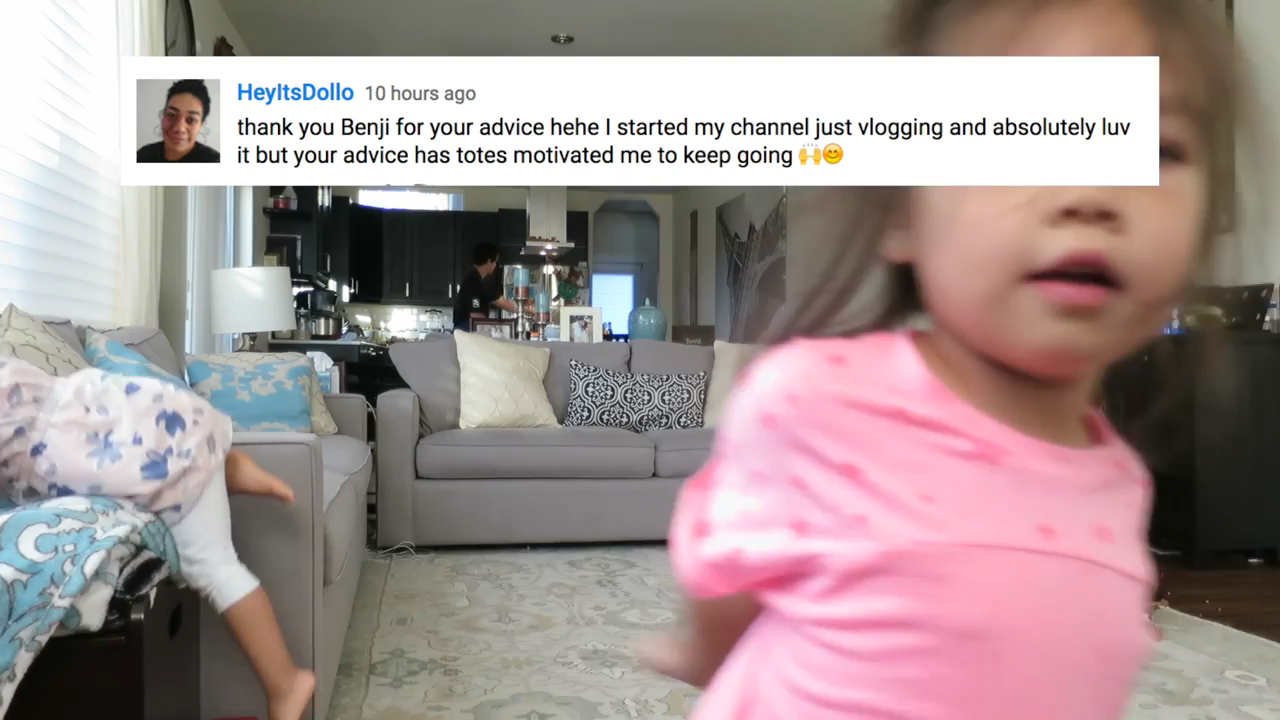 HeyItsDollo 10 hours ago
thank you Benji for your advice hehe I started my channel just vlogging and absolutely luv
it but your advice has totes motivated me to keep going 🙌😊